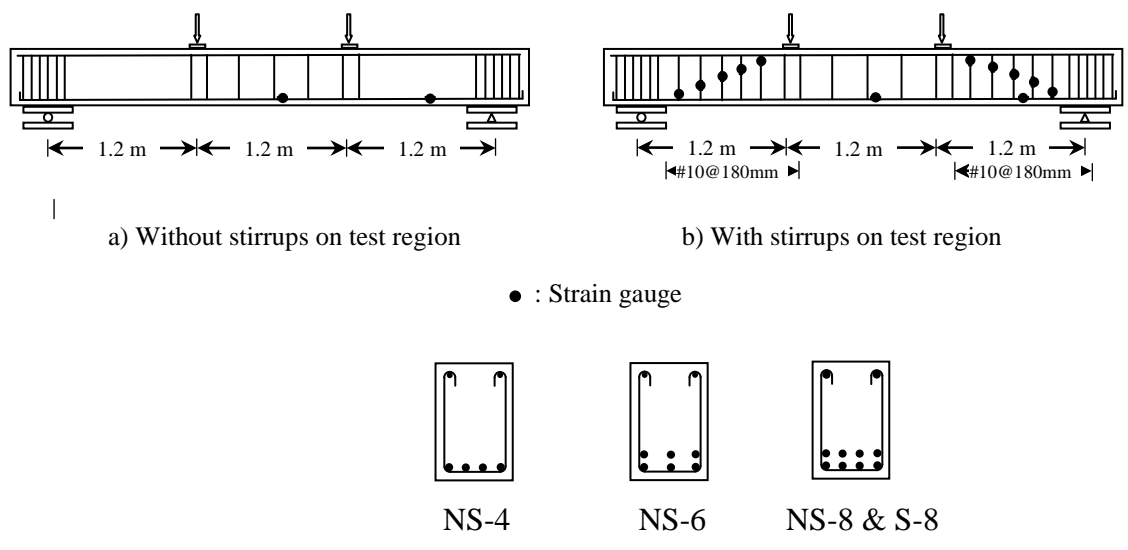 1.2 m 1.2 m 1.2 m 1.2 m 1.2 m 1.2 m
#10@180mm #10@180mm
a) Without stirrups on test region b) With stirrups on test region
: Strain gauge
NS-4 NS-6 NS-8 & S-8